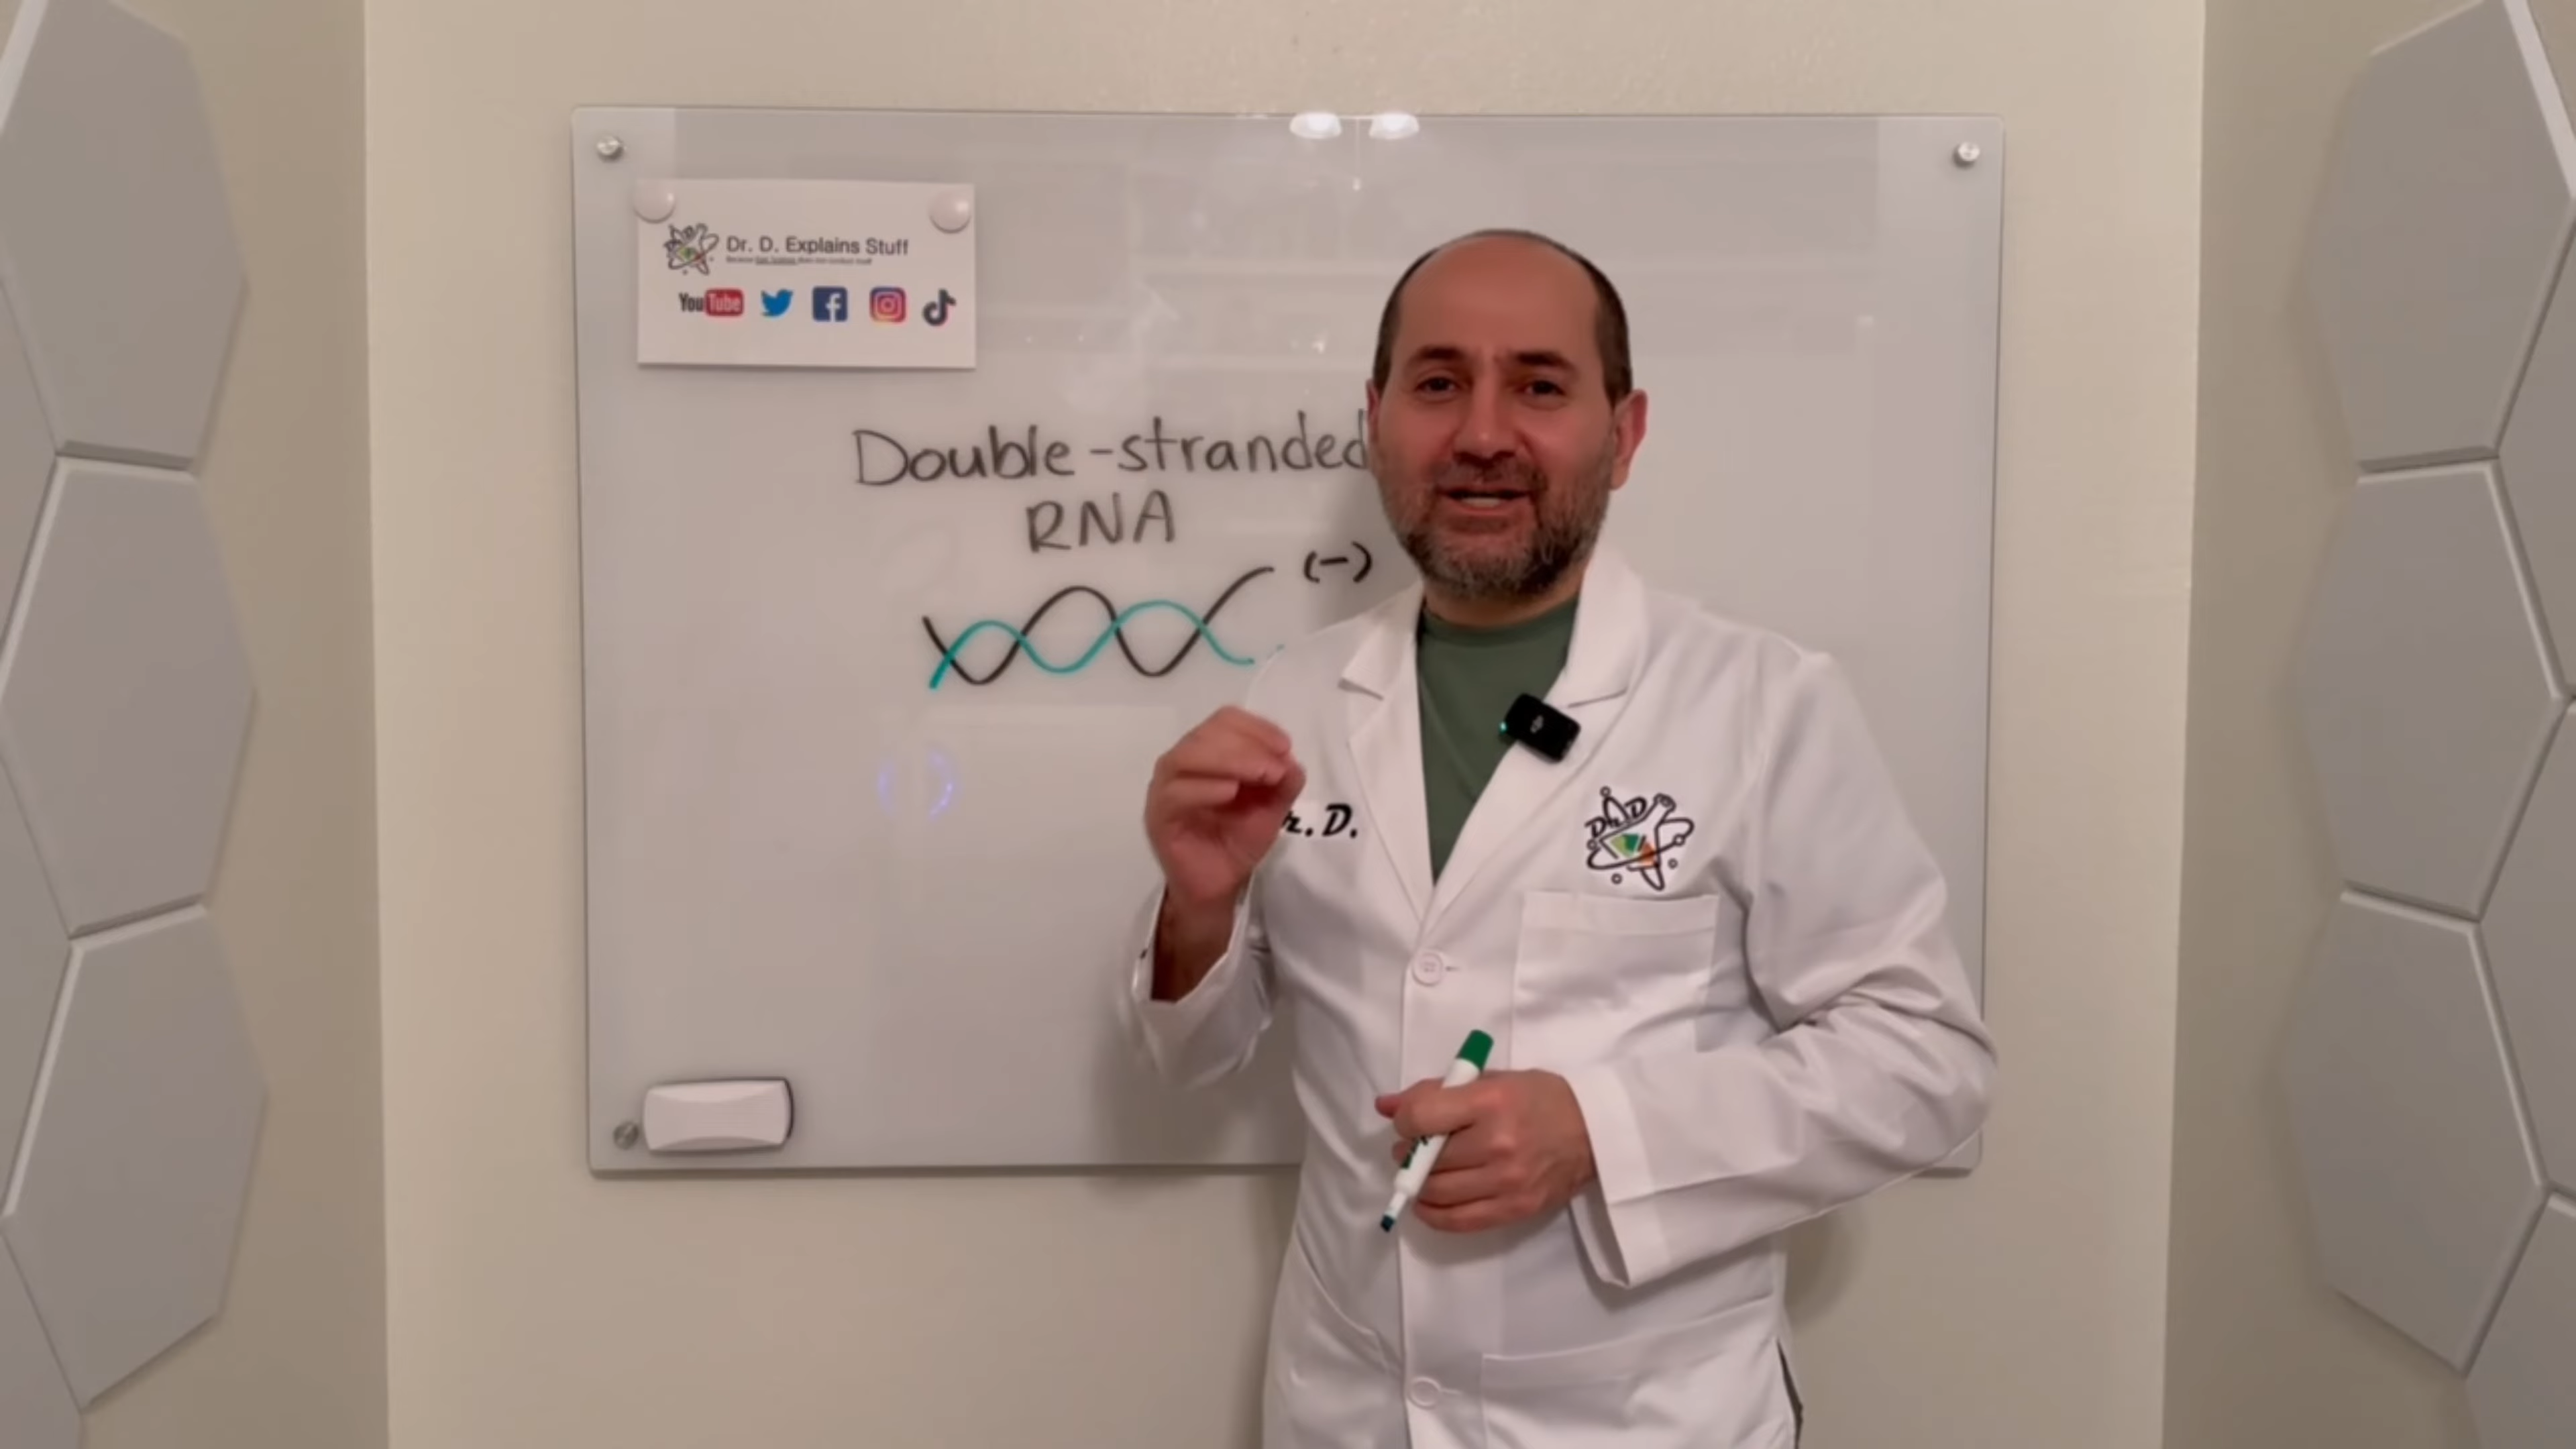 Dr. D. Explains Stuff
YouTube
Double-stranded
RNA
(-)
r. D.
Dr. D